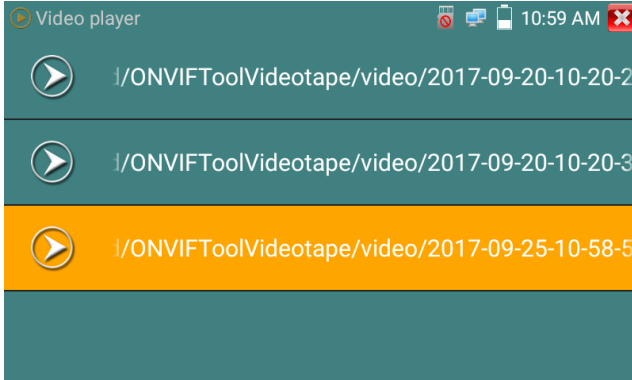 Video player
10:59 AM
/ONVIFToolVideotape/video/2017-09-20-10-20-2
/ONVIFToolVideotape/video/2017-09-20-10-20-3
/ONVIFToolVideotape/video/2017-09-25-10-58-5